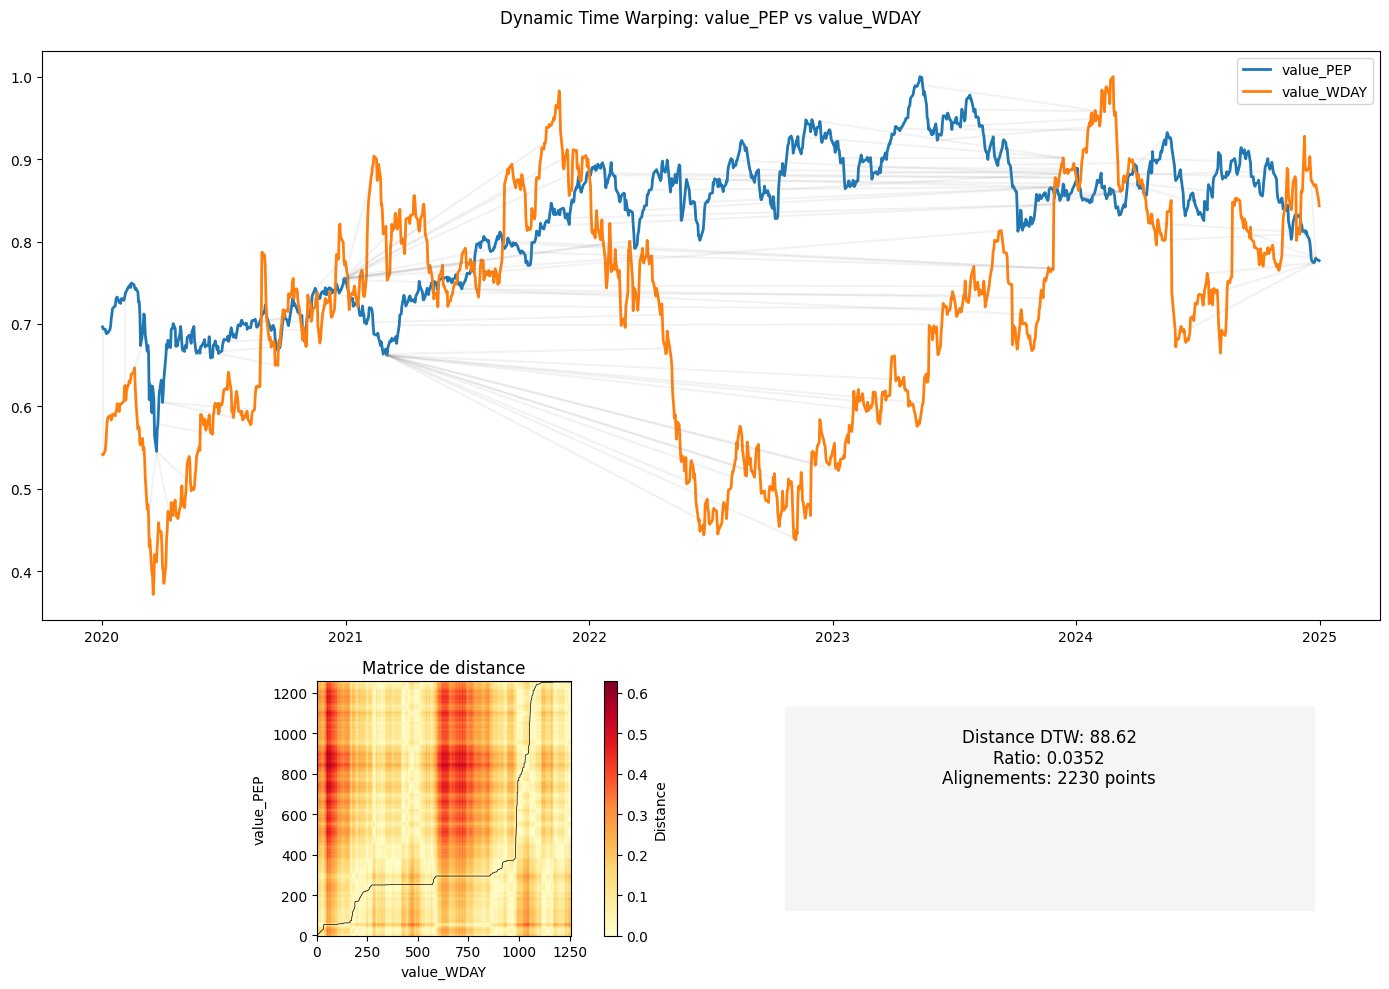 Dynamic Time Warping: value_PEP vs value_WDAY
value_PEP
value_WDAY
1.0
0.9
0.8
0.7
0.6
0.5
0.4
2020 2021 2022 2023 2024 2025
Matrice de distance
1200
1000
800
600
400
200
0
value_PEP
0 250 500 750 1000 1250
value_WDAY
0.6
0.5
0.4
0.3
0.2
0.1
0.0
Distance
Distance DTW: 88.62
Ratio: 0.0352
Alignements: 2230 points